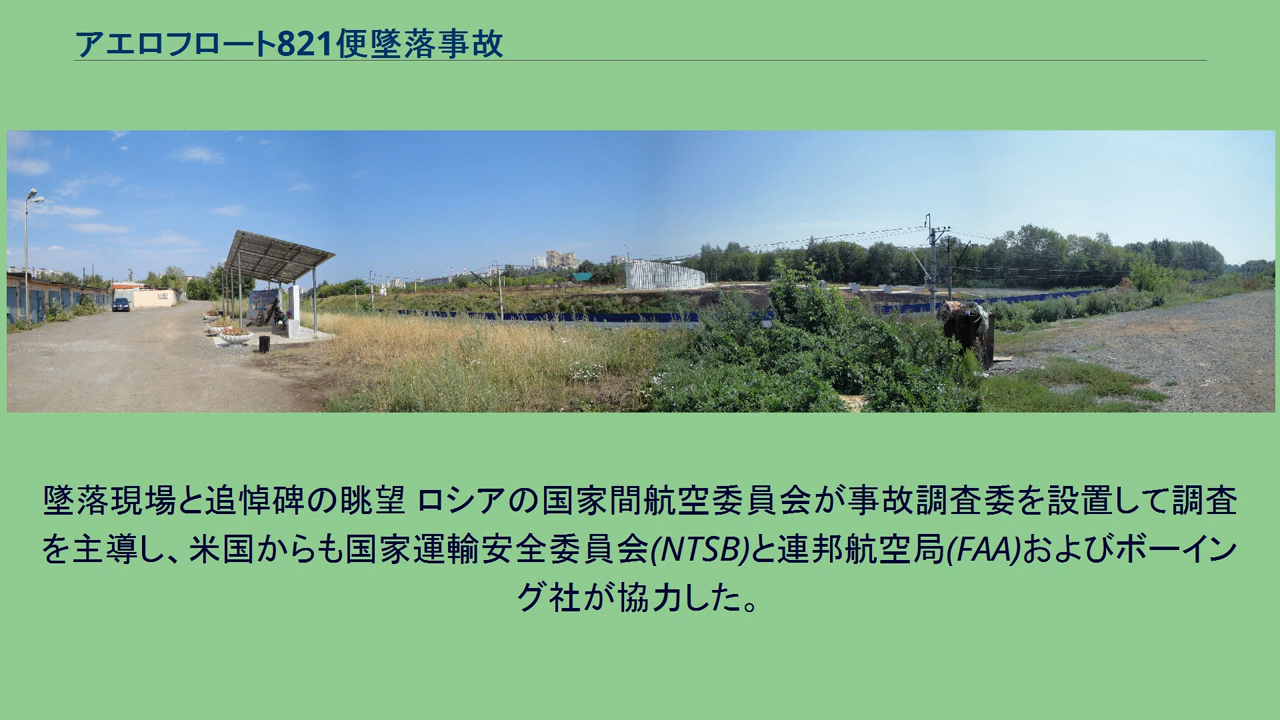 アエロフロート821便墜落事故
墜落現場と追悼碑の眺望 ロシアの国家間航空委員会が事故調査委を設置して調査
を主導し、米国からも国家運輸安全委員会(NTSB)と連邦航空局(FAA)およびボーイン
グ社が協力した。